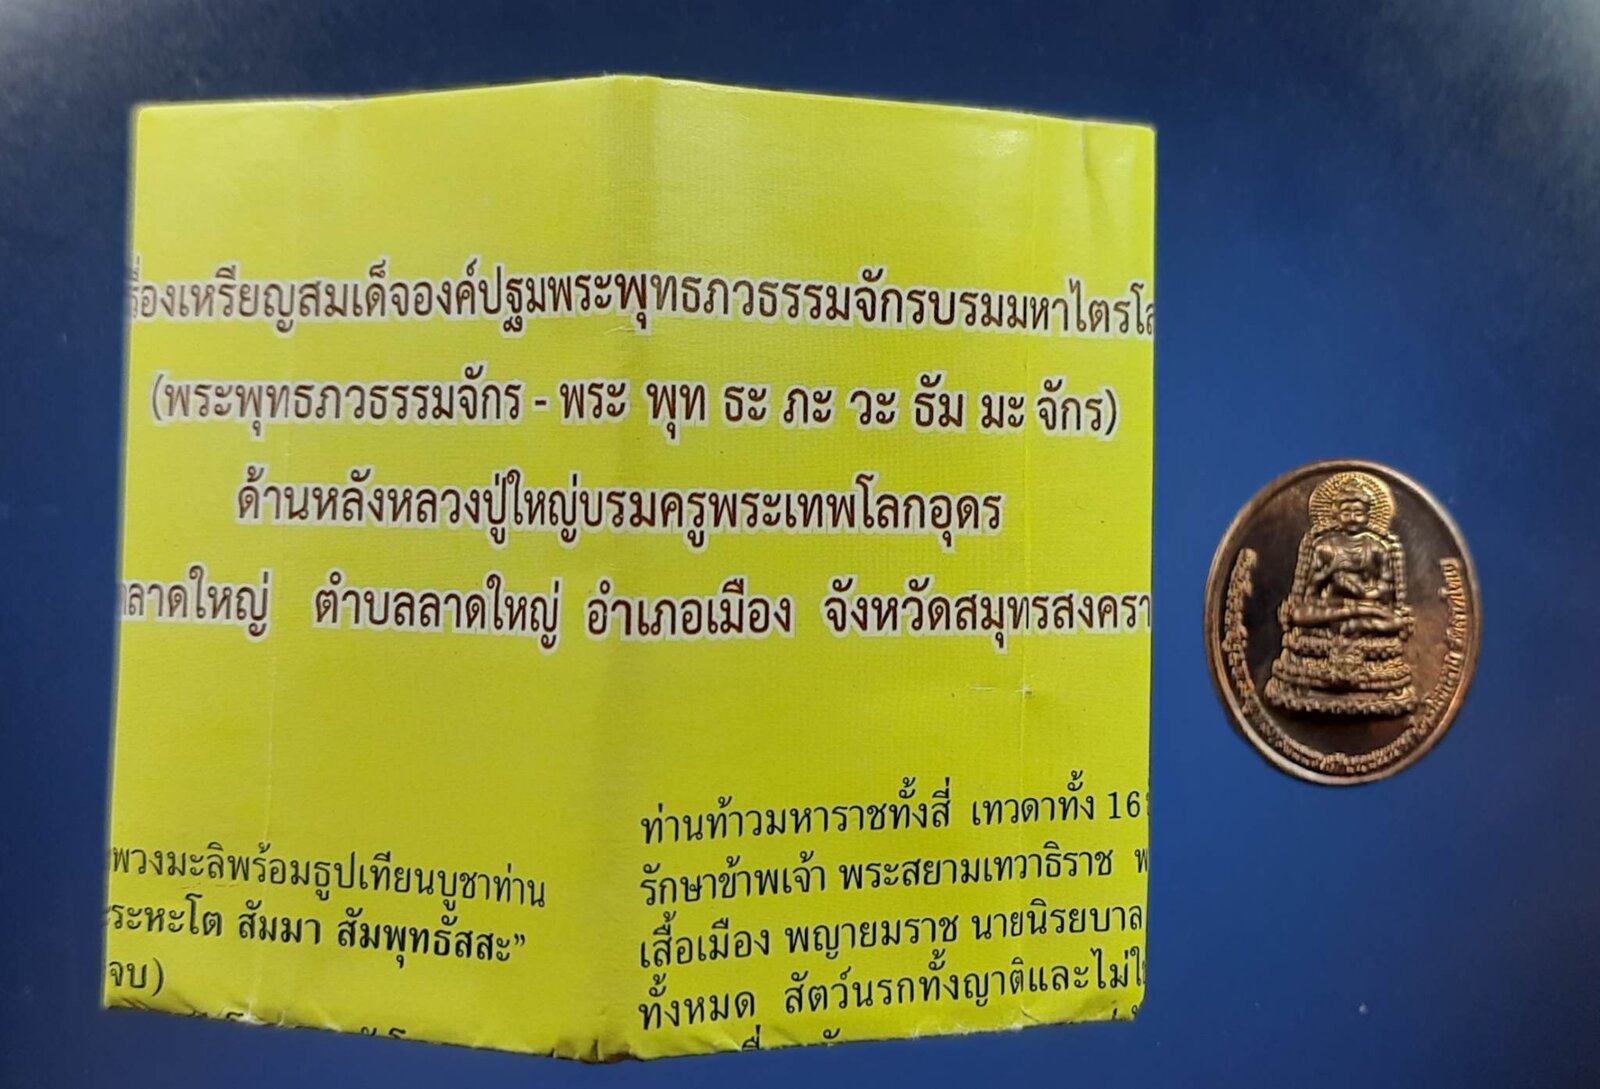 เรื่องเหรียญสมเด็จองค์ปฐมพระพุทธภวธรรมจักรบรมมหาไตรโล
(พระพุทธภวธรรมจักร - พระ พุท ธะ ภะ วะ ธัม มะ จักร)
ด้านหลังหลวงปู่ใหญ่บรมครูพระเทพโลกอุดร
ลาดใหญ่ ตำบลลาดใหญ่ อำเภอเมือง จังหวัดสมุทรสงครา
พวงมะลิพร้อมธูปเทียนบูชาท่าน
ระหะโต สัมมา สัมพุทธัสสะ”
จบ)
ท่านท้าวมหาราชทั้งสี่ เทวดาทั้ง 16
รักษาข้าพเจ้า พระสยามเทวาธิราช พ
เสื้อเมือง พญายมราช นายนิรยบาล
ทั้งหมด สัตว์นรกทั้งญาติและไม่ใ